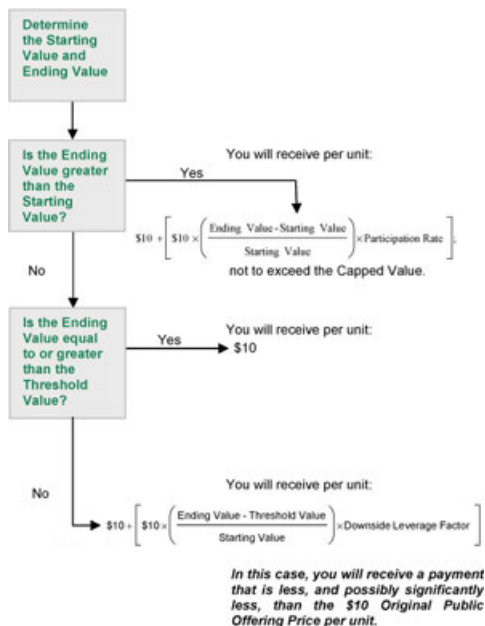 Determine
the Starting
Value and
Ending Value
Is the Ending
Value greater
than the
Starting
Value?
Yes
You will receive per unit:
$10 + [ $10 × ( Ending Value - Starting Value / Starting Value ) × Participation Rate ];
not to exceed the Capped Value.
No
Is the Ending
Value equal
to or greater
than the
Threshold
Value?
Yes
You will receive per unit:
$10
No
You will receive per unit:
$10 + [ $10 × ( Ending Value - Threshold Value / Starting Value ) × Downside Leverage Factor ]
In this case, you will receive a payment
that is less, and possibly significantly
less, than the $10 Original Public
Offering Price per unit.